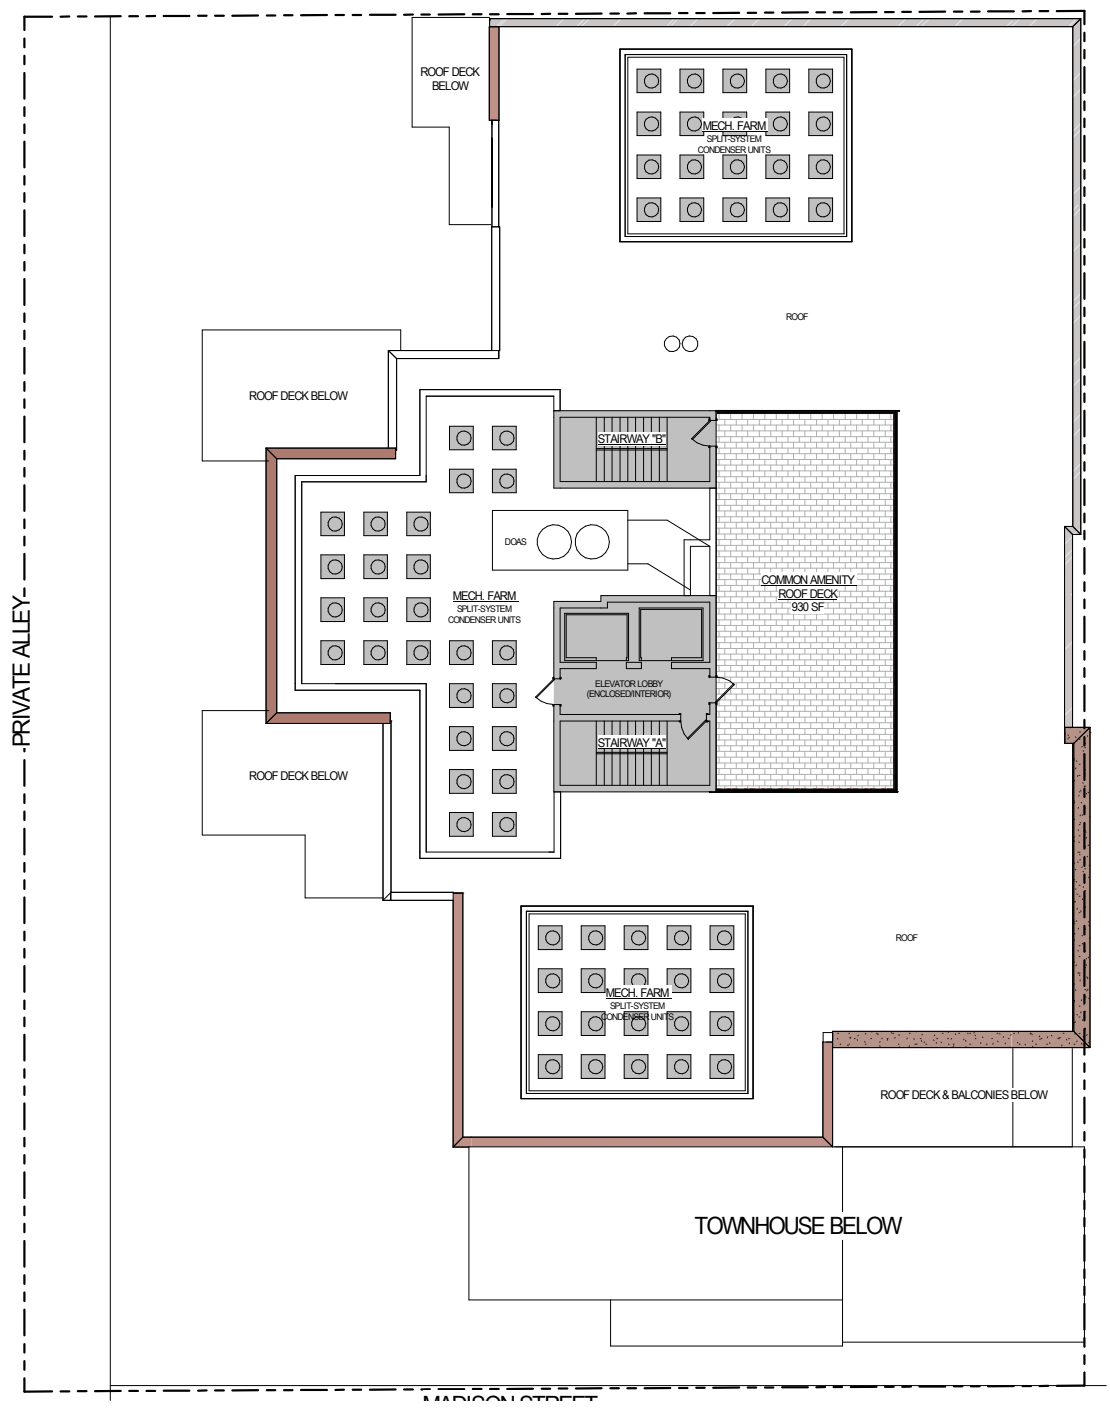 ROOF DECK
BELOW
MECH. FARM
SPLIT-SYSTEM
CONDENSER UNITS
ROOF
ROOF DECK BELOW
STAIRWAY "B"
DOAS
COMMON AMENITY
ROOF DECK
930 SF
MECH. FARM
SPLIT-SYSTEM
CONDENSER UNITS
PRIVATE ALLEY
ELEVATOR LOBBY
(ENCLOSED/INTERIOR)
STAIRWAY "A"
ROOF DECK BELOW
ROOF
MECH. FARM
SPLIT-SYSTEM
CONDENSER UNITS
ROOF DECK & BALCONIES BELOW
TOWNHOUSE BELOW
MADISON STREET